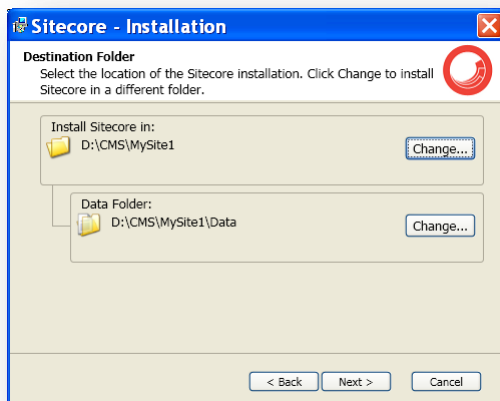 Sitecore - Installation
Destination Folder
Select the location of the Sitecore installation. Click Change to install
Sitecore in a different folder.
Install Sitecore in:
D:\CMS\MySite1
Change...
Data Folder:
D:\CMS\MySite1\Data
Change...
< Back Next > Cancel